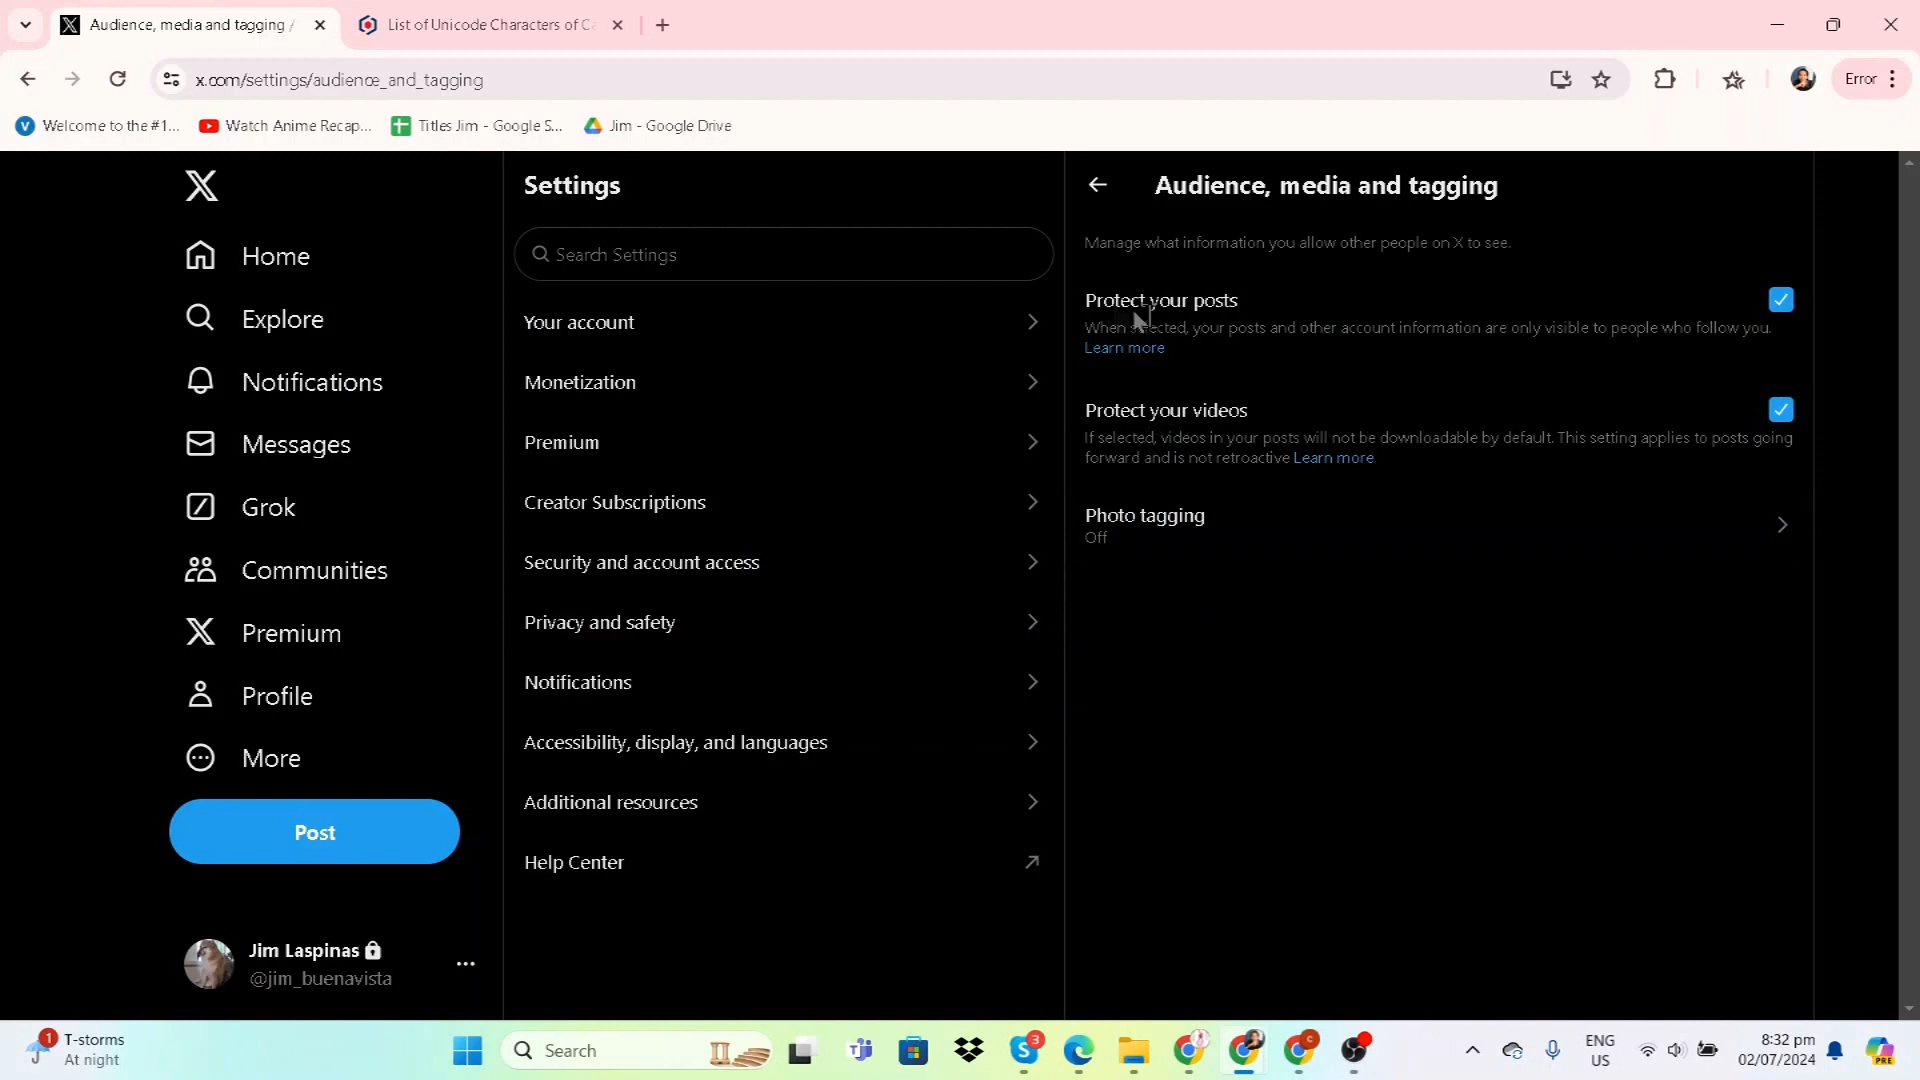 Audience, media and tagging /
List of Unicode Characters of C
x.com/settings/audience_and_tagging
Error
Welcome to the #1...
Watch Anime Recap...
Titles Jim - Google S...
Jim - Google Drive
Home
Explore
Notifications
Messages
Grok
Communities
Premium
Profile
More
Post
Jim Laspinas
@jim_buenavista
Settings
Search Settings
Your account
Monetization
Premium
Creator Subscriptions
Security and account access
Privacy and safety
Notifications
Accessibility, display, and languages
Additional resources
Help Center
Audience, media and tagging
Manage what information you allow other people on X to see.
Protect your posts
When selected, your posts and other account information are only visible to people who follow you.
Learn more
Protect your videos
If selected, videos in your posts will not be downloadable by default. This setting applies to posts going
forward and is not retroactive Learn more
Photo tagging
Off
1
T-storms
At night
Search
3
C
ENG
US
8:32 pm
02/07/2024
PRE